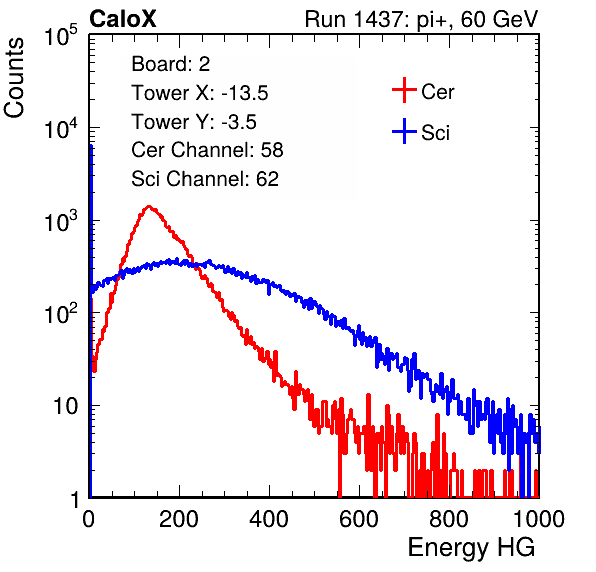 CaloX Run 1437: pi+, 60 GeV
Counts
10^5
10^4
10^3
10^2
10
1
Board: 2
Tower X: -13.5
Tower Y: -3.5
Cer Channel: 58
Sci Channel: 62
Cer
Sci
0 200 400 600 800 1000
Energy HG